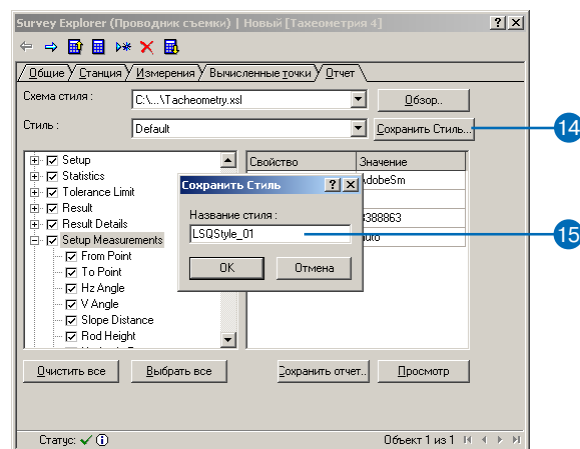 Survey Explorer (Проводник съемки) | Новый [Тахеометрия 4]
Общие Станция Измерения Вычисленные точки Отчет
Схема стиля : C:\...\Tacheometry.xsl Обзор..
Стиль : Default Сохранить Стиль... 14
Setup
Statistics
Tolerance Limit
Result
Result Details
Setup Measurements
From Point
To Point
Hz Angle
V Angle
Slope Distance
Rod Height
Свойство Значение
AdobeSm
8388863
auto
Сохранить Стиль
Название стиля :
LSQStyle_01 15
OK Отмена
Очистить все Выбрать все Сохранить отчет.. Просмотр
Статус: Объект 1 из 1